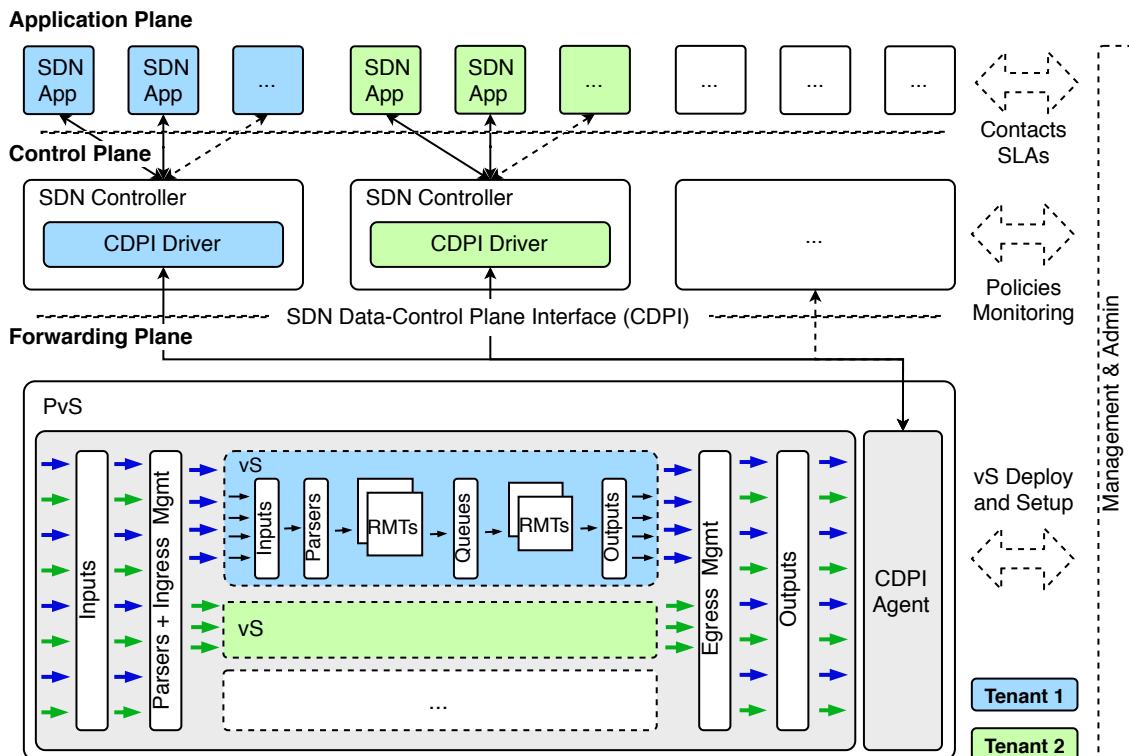 Application Plane
SDN
App
SDN
App
...
SDN
App
SDN
App
...
...
...
...
Contacts
SLAs
Control Plane
SDN Controller
CDPI Driver
SDN Controller
CDPI Driver
...
Policies
Monitoring
SDN Data-Control Plane Interface (CDPI)
Forwarding Plane
Management & Admin
PvS
Inputs
Parsers + Ingress Mgmt
vS
Inputs
Parsers
RMTs
Queues
RMTs
Outputs
vS
...
Egress Mgmt
Outputs
CDPI
Agent
vS Deploy
and Setup
Tenant 1
Tenant 2